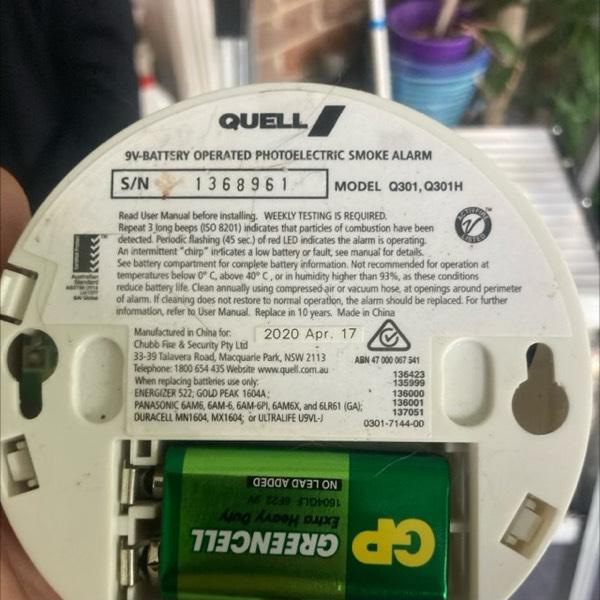 QUELL
9V-BATTERY OPERATED PHOTOELECTRIC SMOKE ALARM
S/N 1368961 MODEL Q301, Q301H
Read User Manual before installing. WEEKLY TESTING IS REQUIRED.
Repeat 3 long beeps (ISO 8201) indicates that particles of combustion have been
detected. Periodic flashing (45 sec.) of red LED indicates the alarm is operating.
An intermittent "chirp" indicates a low battery or fault, see manual for details.
See battery compartment for complete battery information. Not recommended for operation at
temperatures below 0° C, above 40° C, or in humidity higher than 93%, as these conditions
reduce battery life. Clean annually using compressed air or vacuum hose, at openings around perimeter
of alarm. If cleaning does not restore to normal operation, the alarm should be replaced. For further
information, refer to User Manual. Replace in 10 years. Made in China
Australian
Standard
Manufactured in China for: 2020 Apr. 17
Chubb Fire & Security Pty Ltd
33-39 Talavera Road, Macquarie Park, NSW 2113
Telephone: 1800 654 435 Website www.quell.com.au
ABN 47 000 067 541
When replacing batteries use only:
ENERGIZER 522; GOLD PEAK 1604A;
PANASONIC 6AM6, 6AM-6, 6AM-6PI, 6AM6X, and 6LR61 (GA);
DURACELL MN1604, MX1604; or ULTRALIFE U9VL-J
136423
135999
136000
136001
137051
0301-7144-00
NO LEAD ADDED
1604GLF 6F22 9V
Extra Heavy Duty
GP GREENCELL